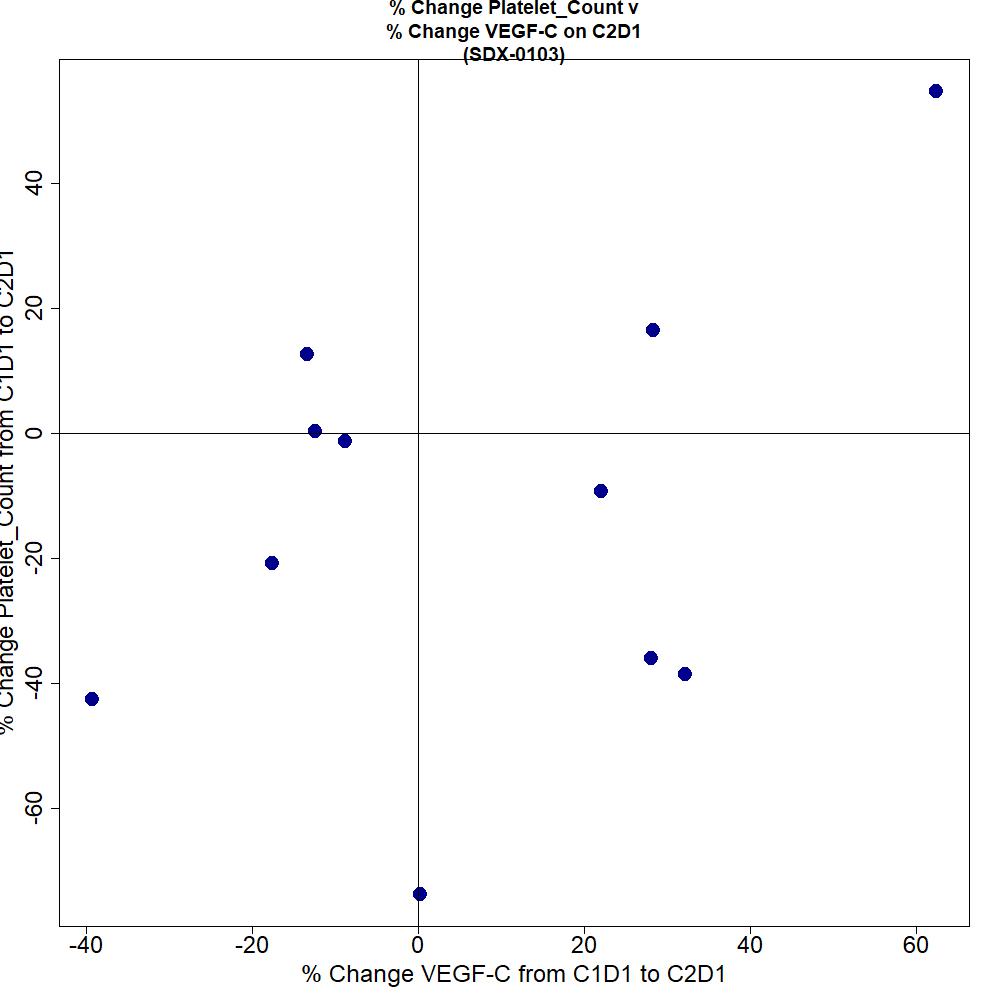 % Change Platelet_Count v
% Change VEGF-C on C2D1
(SDX-0103)
% Change Platelet_Count from C1D1 to C2D1
40
20
0
-20
-40
-60
-40
-20
0
20
40
60
% Change VEGF-C from C1D1 to C2D1